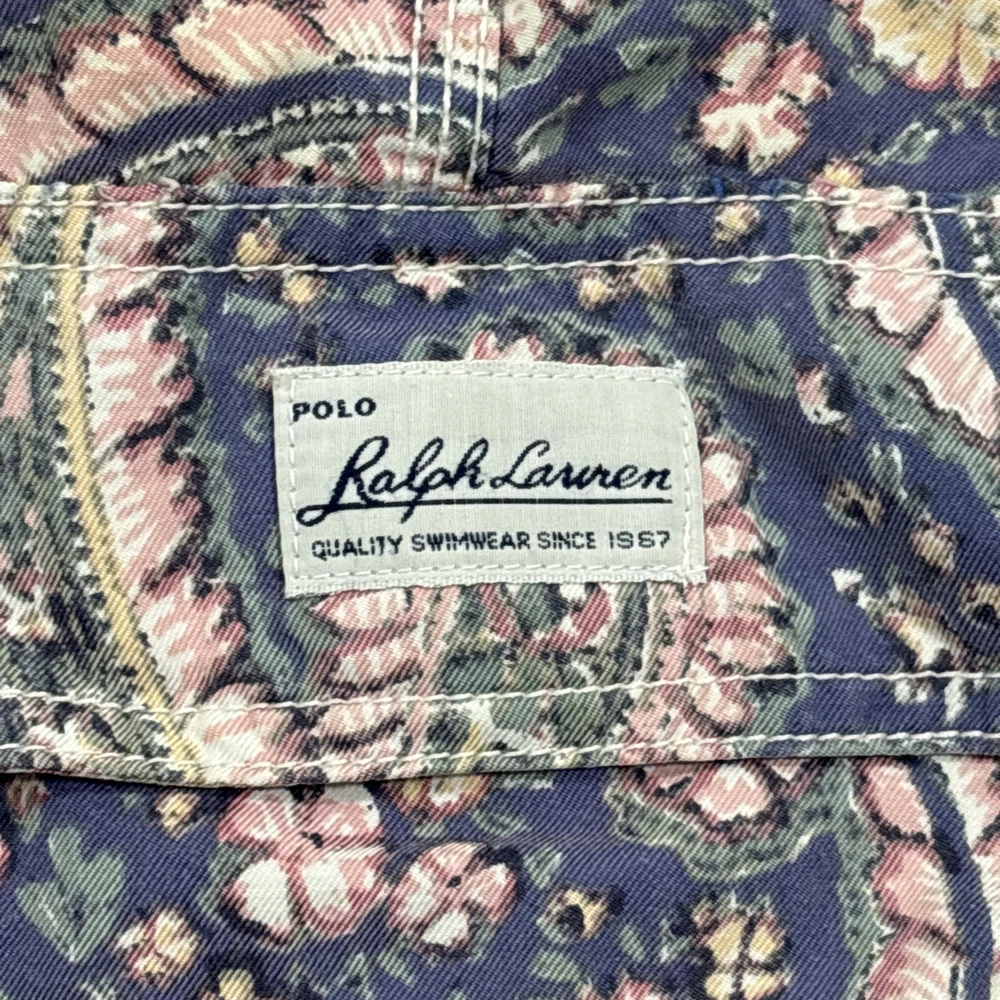 POLO
Ralph Lauren
QUALITY SWIMWEAR SINCE 1967